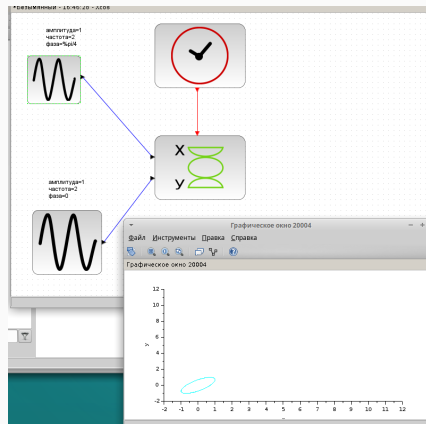 *Безымянный - 16:46:26 - Xcos
амплитуда=1
частота=2
фаза=%pi/4
X
У
амплитуда=1
частота=2
фаза=0
Графическое окно 20004
Файл Инструменты Правка Справка
Графическое окно 20004
12
10
8
6
4
2
0
-2
y
-2 -1 0 1 2 3 4 5 6 7 8 9 10 11 12